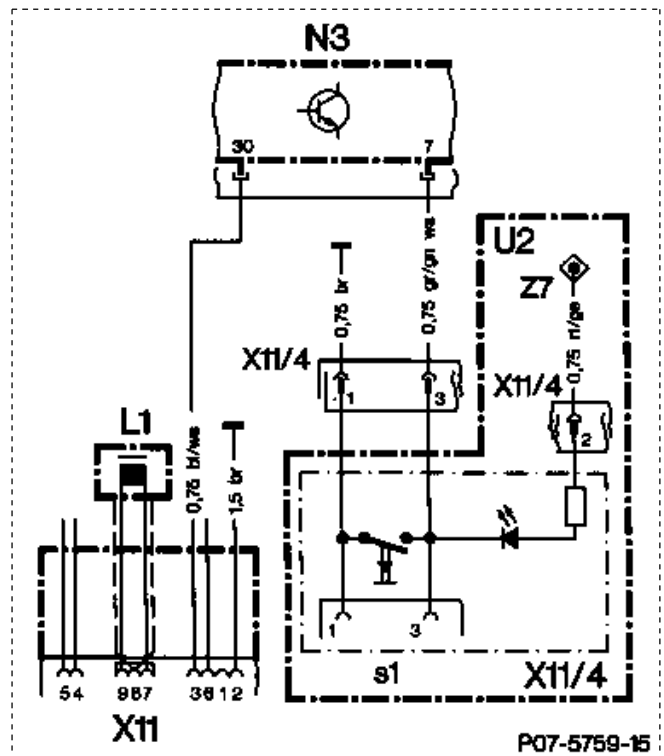 N3
30 7
U2
Z7
0,75 br
0,75 gr/gn ws
0,75 rt/ge
X11/4
X11/4
1 3
2
L1
0,75 bl/ws
1,5 br
1 3
s1
X11/4
54 987 36 12
X11
P07-5759-15